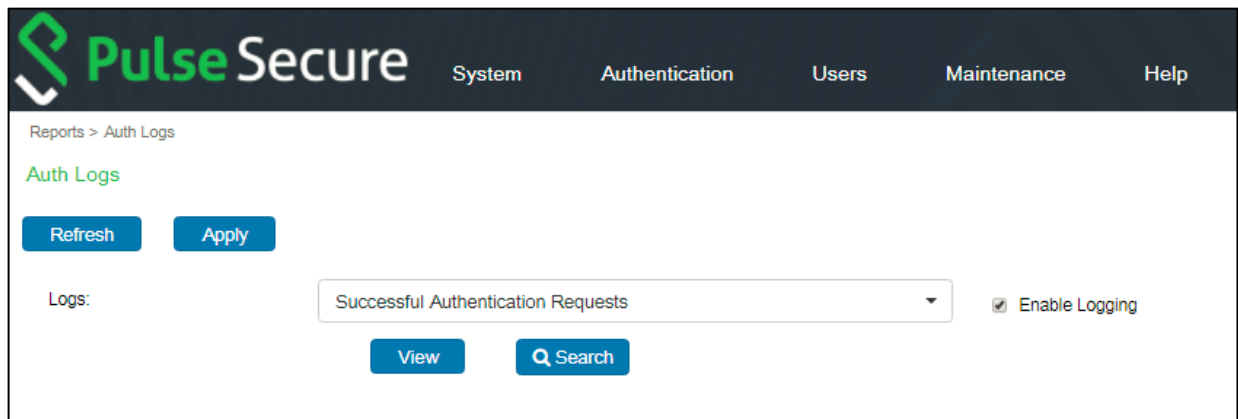 Pulse Secure System Authentication Users Maintenance Help
Reports > Auth Logs
Auth Logs
Refresh Apply
Logs: Successful Authentication Requests Enable Logging
View Search